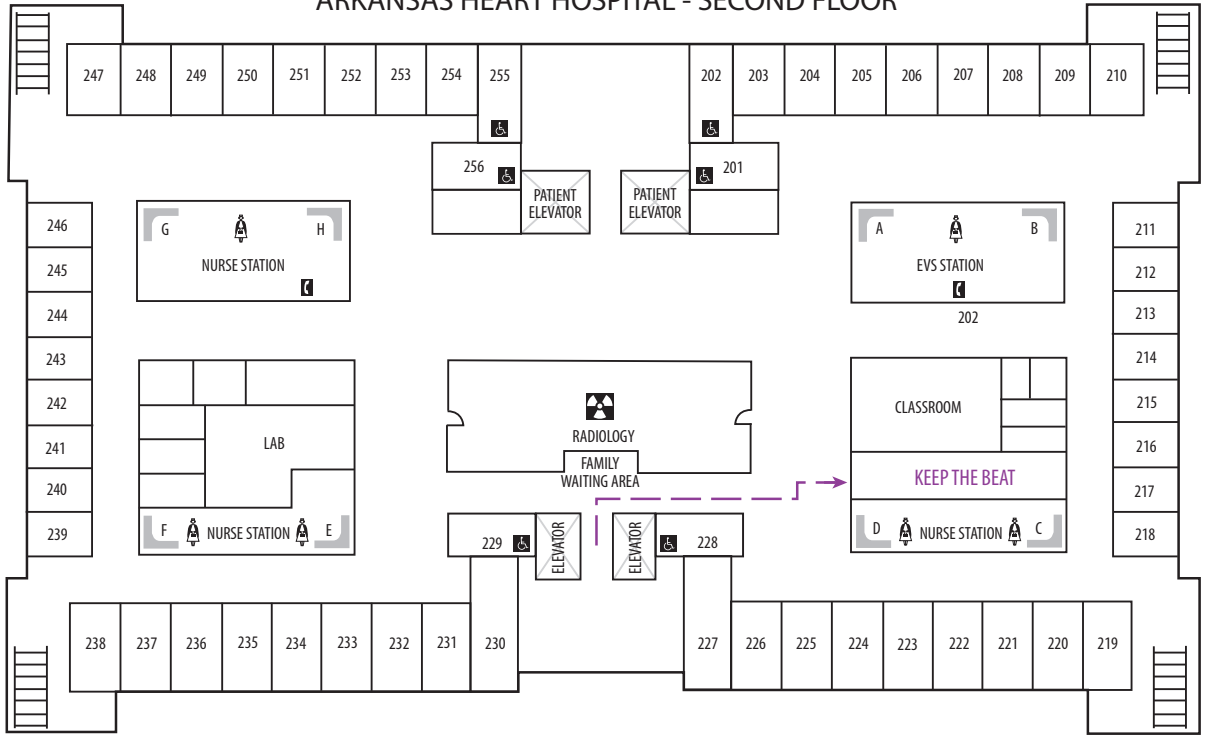 ARKANSAS HEART HOSPITAL - SECOND FLOOR
247 248 249 250 251 252 253 254 255 202 203 204 205 206 207 208 209 210
256 201
PATIENT
ELEVATOR
PATIENT
ELEVATOR
246
245
244
243
242
241
240
239
G H
NURSE STATION
A B
EVS STATION
202
211
212
213
214
215
216
217
218
LAB
F NURSE STATION E
RADIOLOGY
FAMILY
WAITING AREA
CLASSROOM
KEEP THE BEAT
D NURSE STATION C
229 ELEVATOR ELEVATOR 228
238 237 236 235 234 233 232 231 230 227 226 225 224 223 222 221 220 219